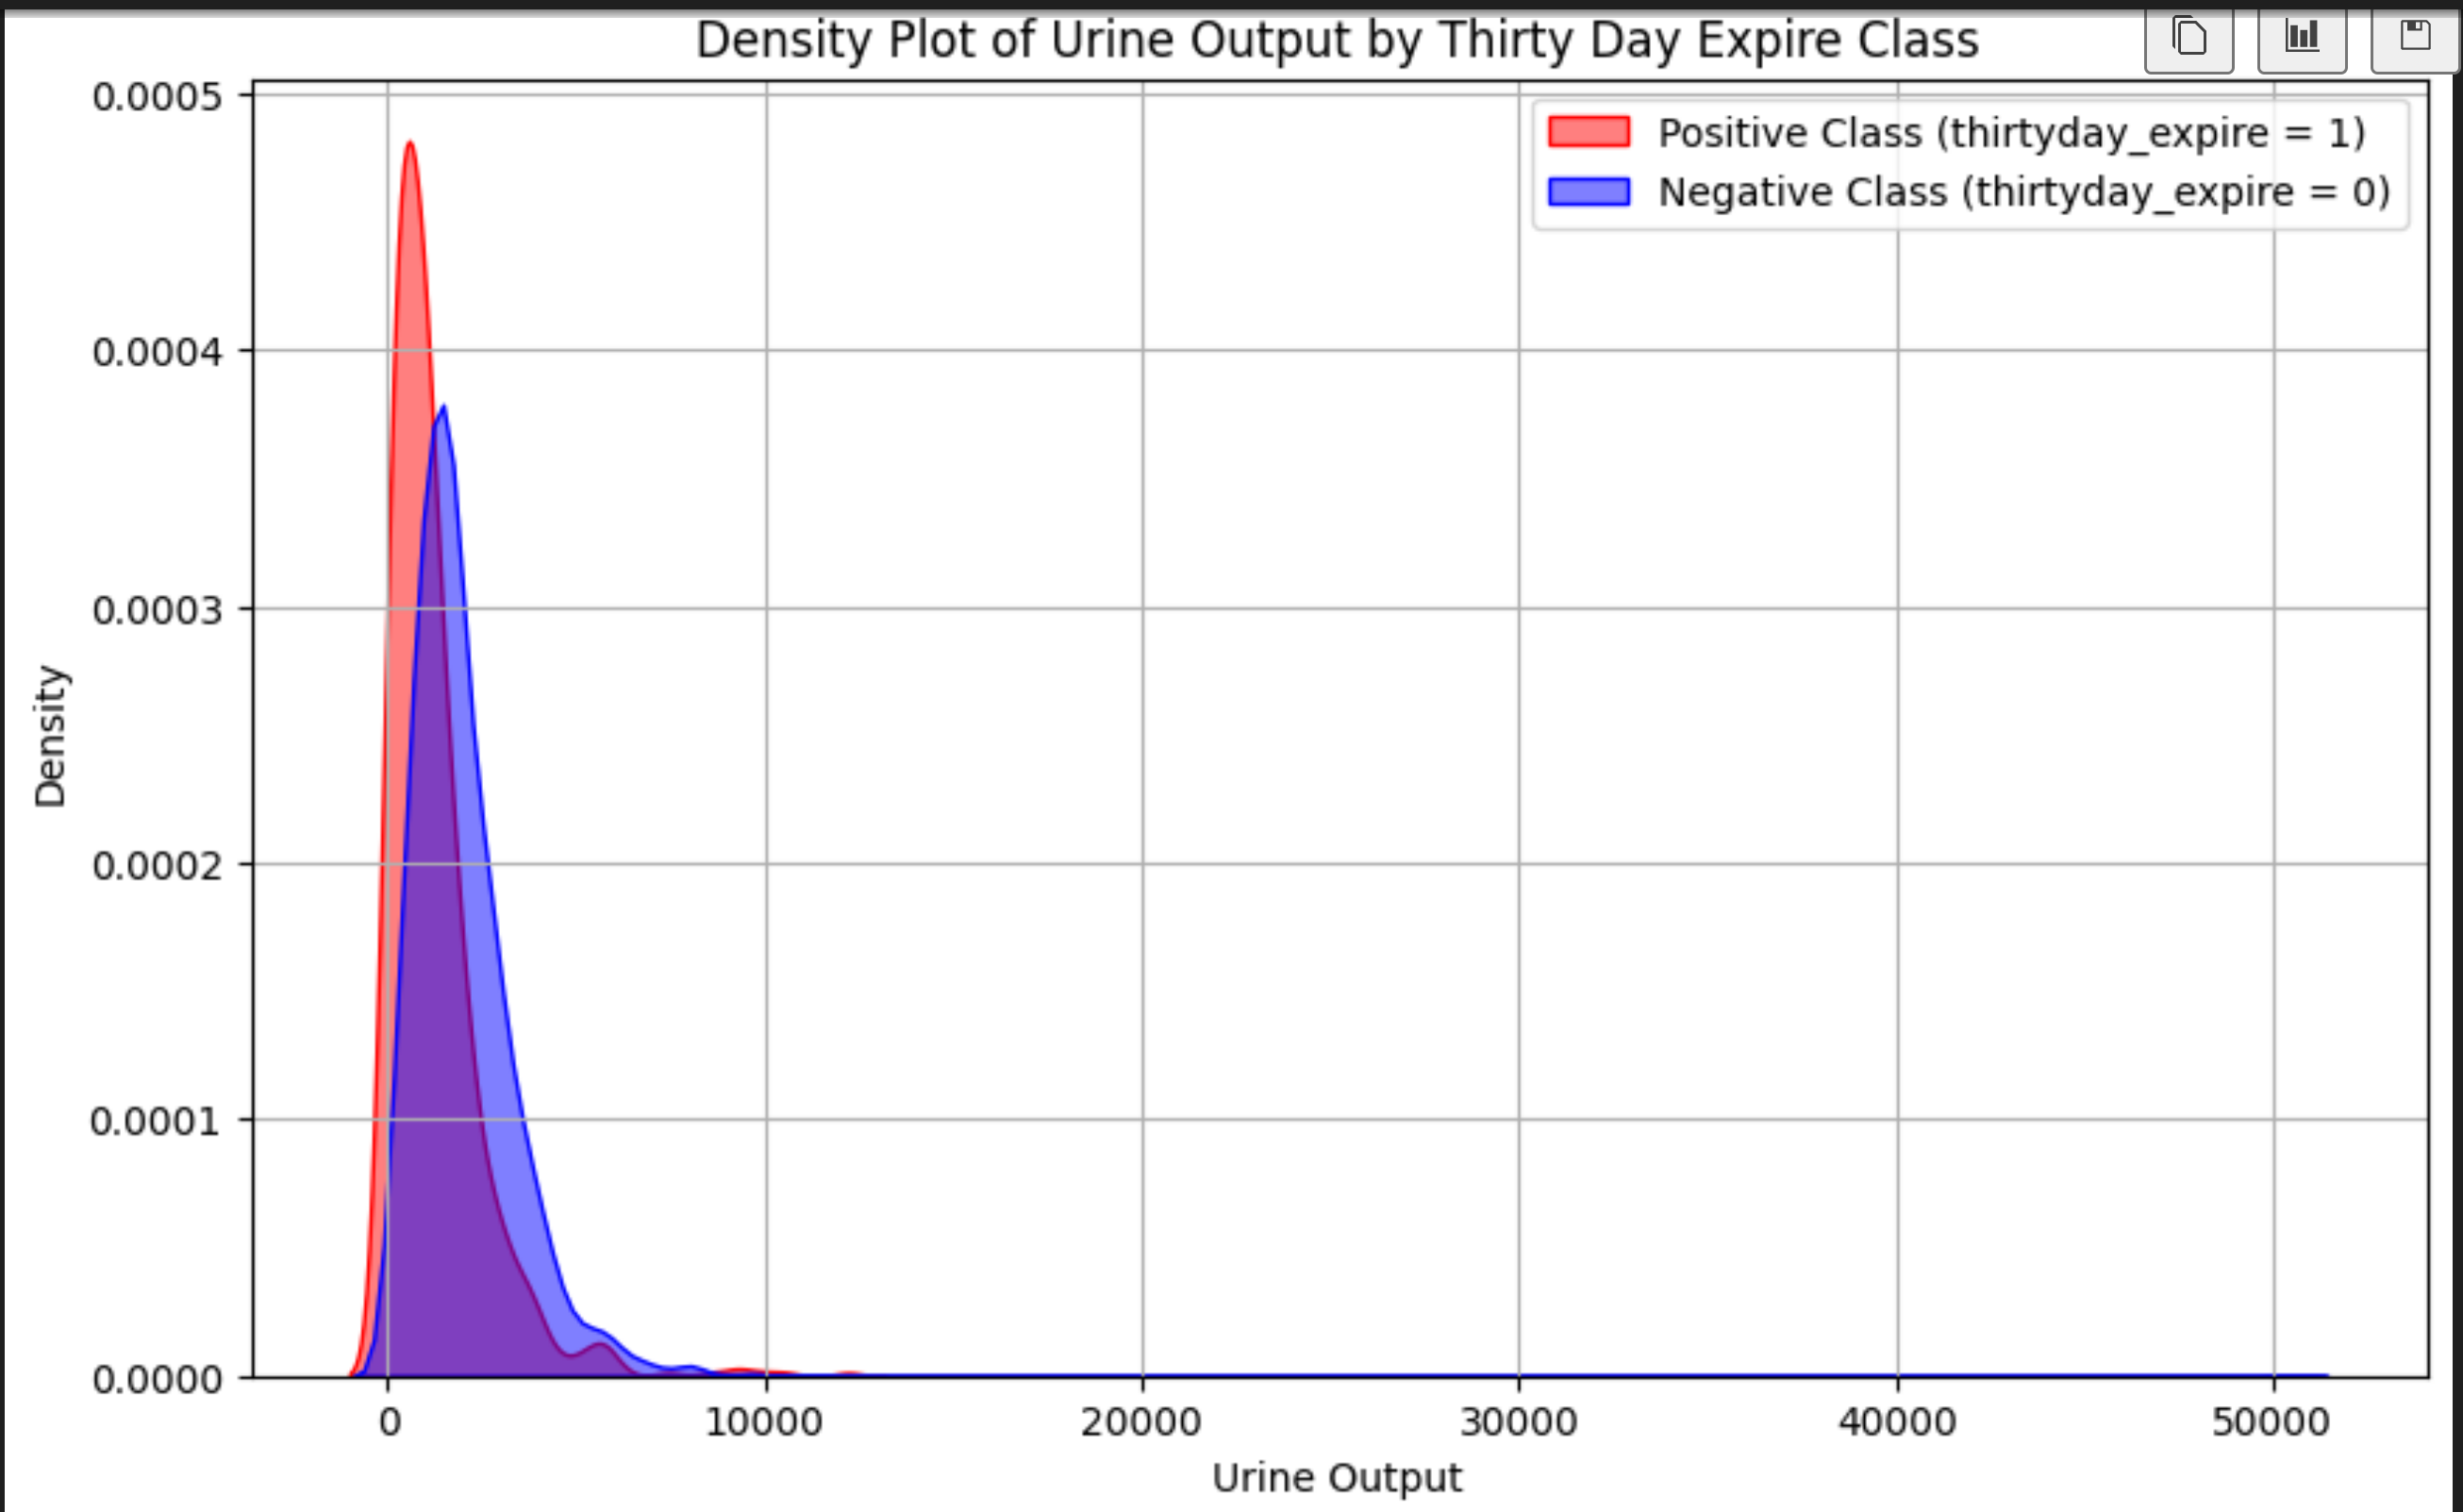 Density Plot of Urine Output by Thirty Day Expire Class
Positive Class (thirtyday_expire = 1)
Negative Class (thirtyday_expire = 0)
0.0005
0.0004
0.0003
0.0002
0.0001
0.0000
Density
0
10000
20000
30000
40000
50000
Urine Output